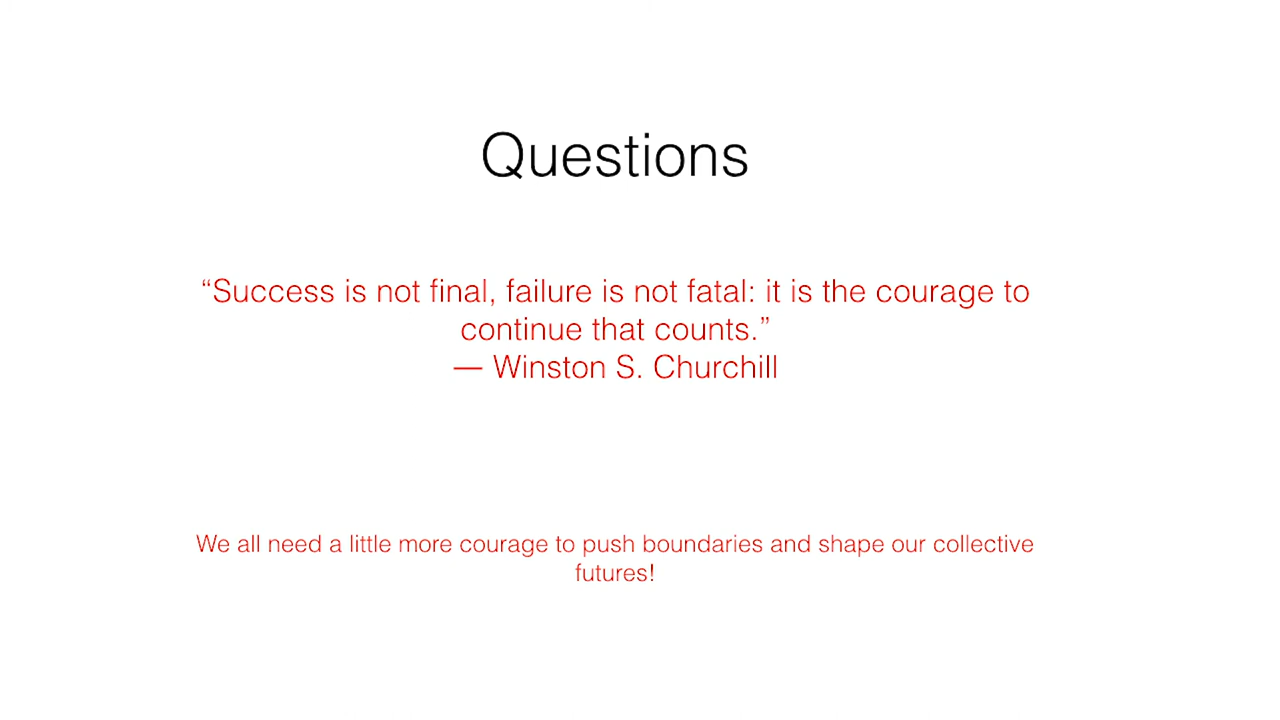 Questions
“Success is not final, failure is not fatal: it is the courage to
continue that counts.”
— Winston S. Churchill
We all need a little more courage to push boundaries and shape our collective
futures!